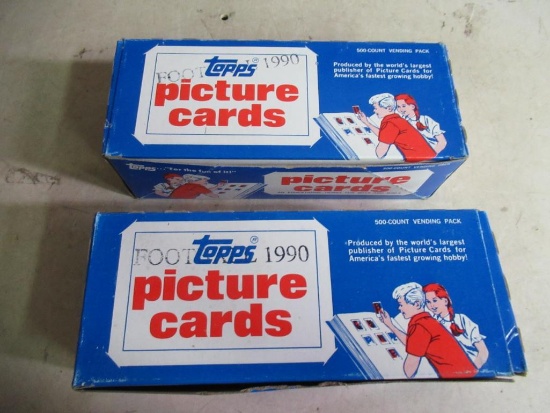 500-COUNT VENDING PACK
TOPPS® 1990
picture
cards
Produced by the world's largest
publisher of Picture Cards for
America's fastest growing hobby!
TOPPS ... "for the fun of it!"
picture
cards
500-COUNT VENDING PACK
FOOT TOPPS® 1990
picture
cards
Produced by the world's largest
publisher of Picture Cards for
America's fastest growing hobby!